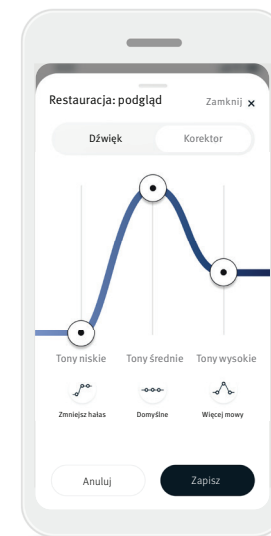 Restauracja: podgląd Zamknij ×
Dźwięk Korektor
Tony niskie Tony średnie Tony wysokie
Zmniejsz hałas Domyślne Więcej mowy
Anuluj Zapisz